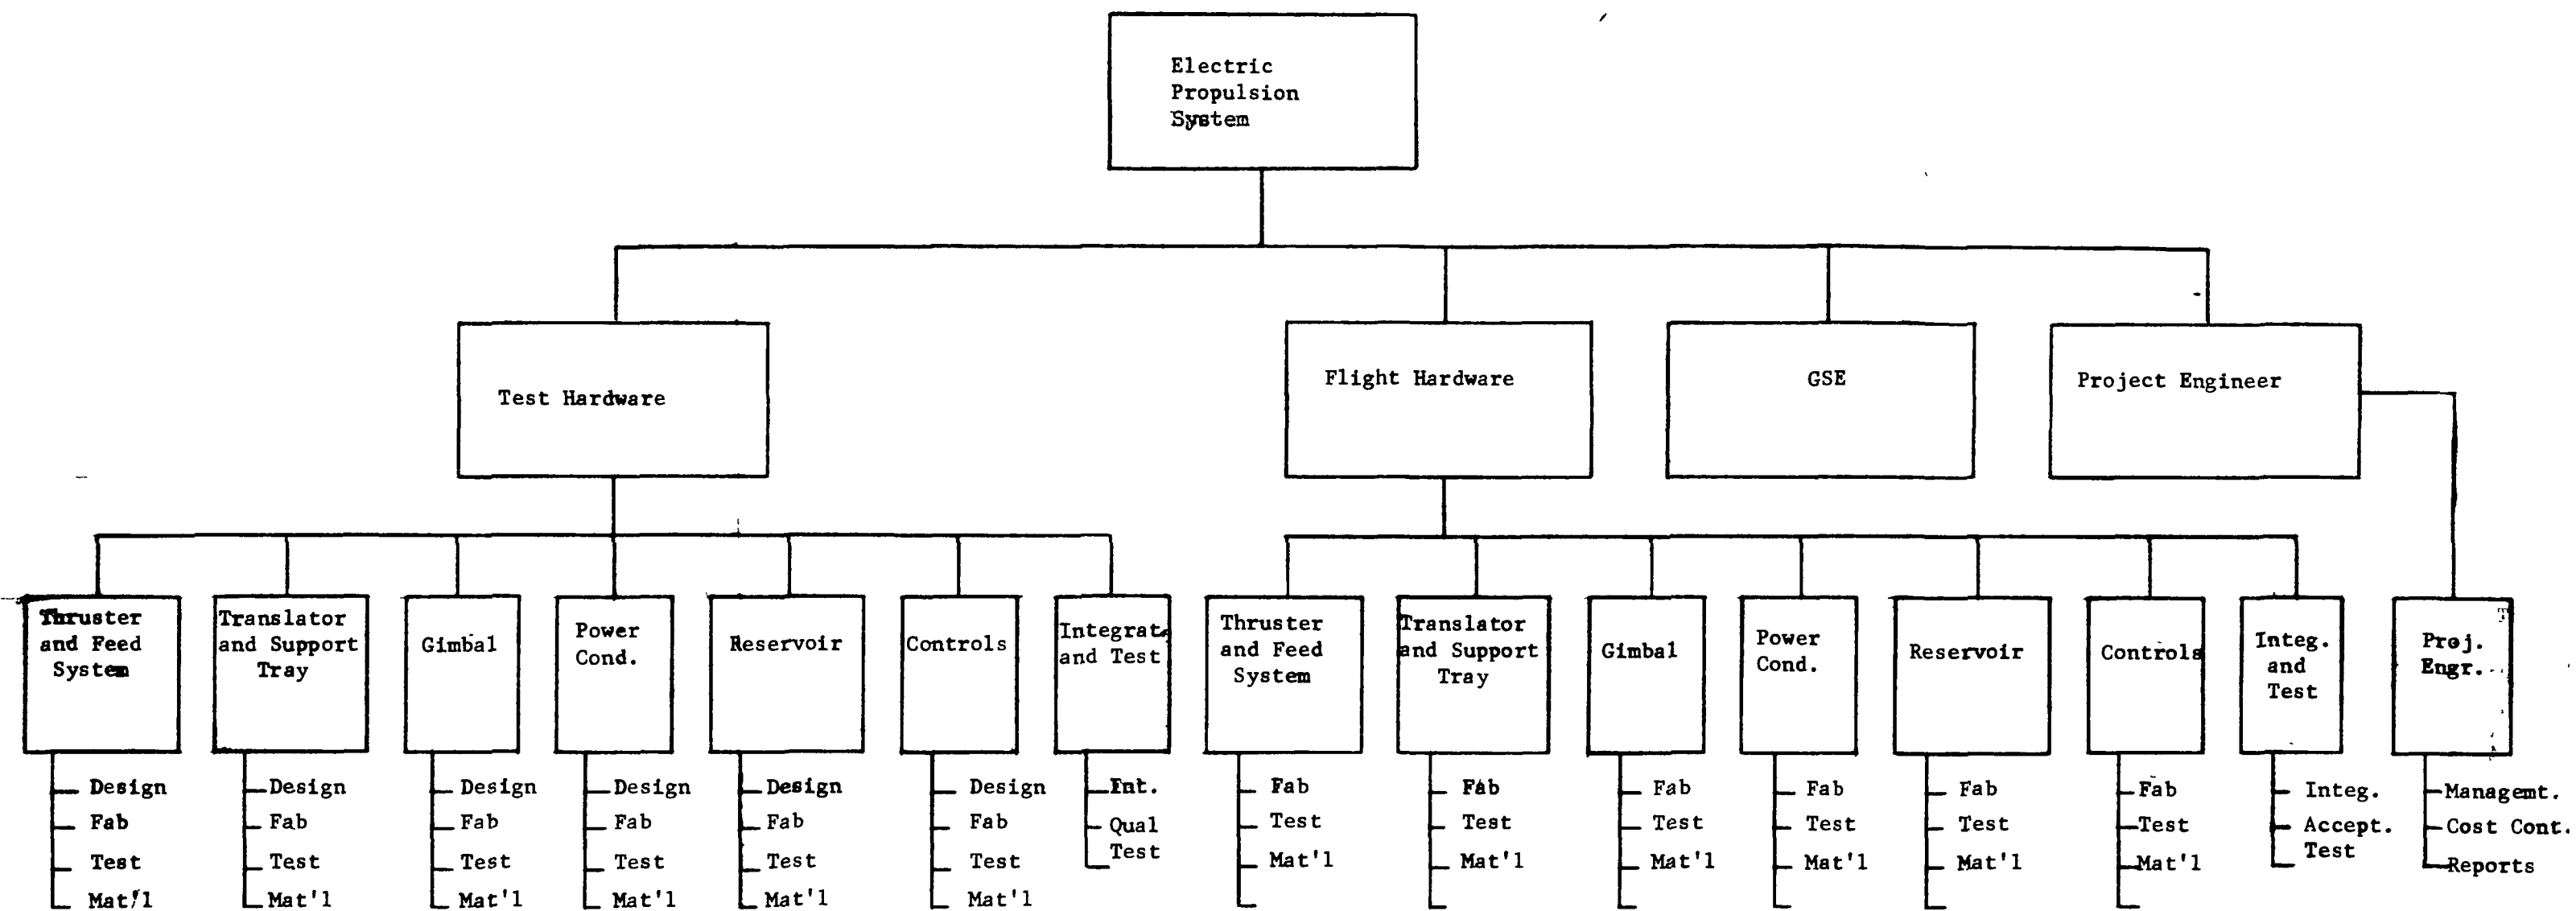 Electric
Propulsion
System
Test Hardware
Flight Hardware
GSE
Project Engineer
Thruster
and Feed
System
Translator
and Support
Tray
Gimbal
Power
Cond.
Reservoir
Controls
Integrate
and Test
Thruster
and Feed
System
Translator
and Support
Tray
Gimbal
Power
Cond.
Reservoir
Controls
Integ.
and
Test
Proj.
Engr.
Design
Fab
Test
Mat'l
Design
Fab
Test
Mat'l
Design
Fab
Test
Mat'l
Design
Fab
Test
Mat'l
Design
Fab
Test
Mat'l
Design
Fab
Test
Mat'l
Int.
Qual
Test
Fab
Test
Mat'l
Fab
Test
Mat'l
Fab
Test
Mat'l
Fab
Test
Mat'l
Fab
Test
Mat'l
Fab
Test
Mat'l
Integ.
Accept.
Test
Managemt.
Cost Cont.
Reports